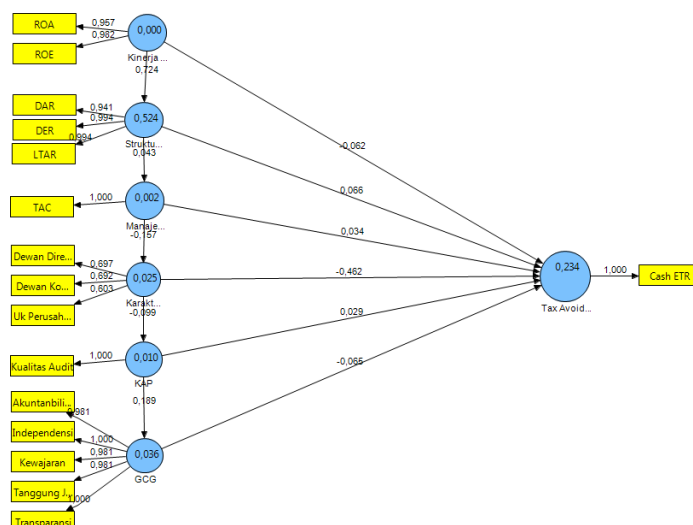 ROA
0,957
0,000
ROE
0,982
Kinerja ...
0,724
DAR
0,941
0,524
DER
0,994
LTAR
0,994
Struktu...
0,043
-0,062
0,066
TAC
1,000
0,002
Manaje...
-0,157
0,034
Dewan Dire...
0,697
Dewan Ko...
0,692
0,025
Uk Perusah...
0,603
Karakt...
-0,099
-0,462
0,234
1,000
Cash ETR
Tax Avoid...
0,029
Kualitas Audit
1,000
0,010
KAP
0,189
-0,065
Akuntanbili...
0,981
Independensi
1,000
Kewajaran
0,981
0,036
Tanggung J...
0,981
GCG
Transparansi
1,000